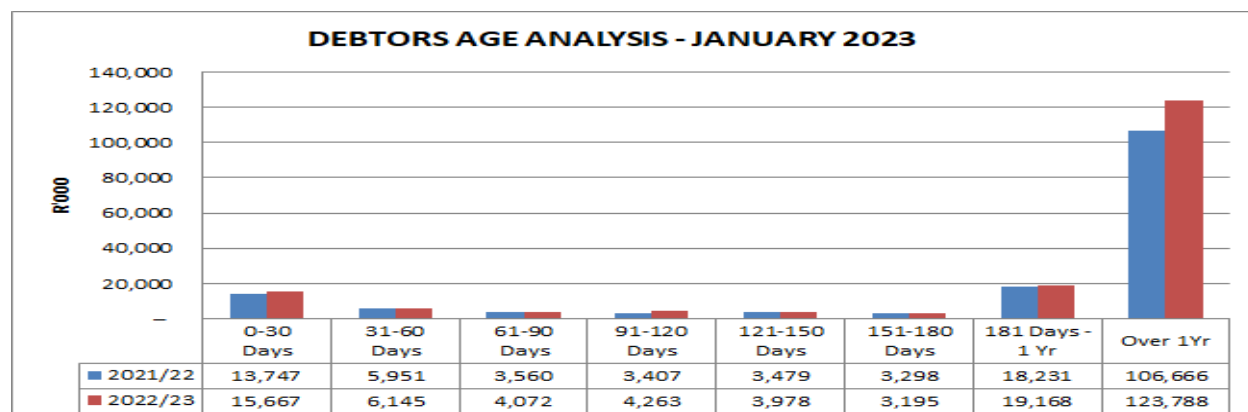 DEBTORS AGE ANALYSIS - JANUARY 2023
140,000
120,000
100,000
80,000
60,000
40,000
20,000
–
R'000
0-30 Days 31-60 Days 61-90 Days 91-120 Days 121-150 Days 151-180 Days 181 Days - 1 Yr Over 1Yr
2021/22 13,747 5,951 3,560 3,407 3,479 3,298 18,231 106,666
2022/23 15,667 6,145 4,072 4,263 3,978 3,195 19,168 123,788